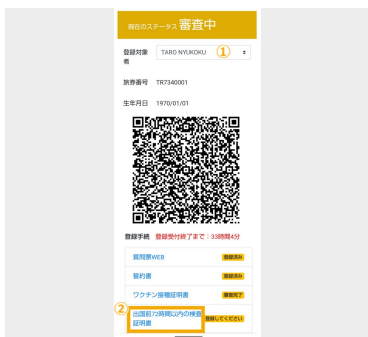 現在のステータス 審査中
登録対象者 TARO NYUKOKU ①
旅券番号 TR7340001
生年月日 1970/01/01
登録手続 登録受付終了まで：33時間4分
質問票WEB 登録済み
誓約書 登録済み
ワクチン接種証明書 審査完了
② 出国前72時間以内の検査
証明書 登録してください